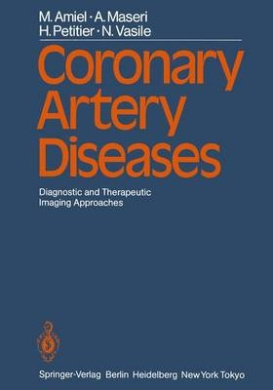 M. Amiel · A. Maseri
H. Petitier · N. Vasile
Coronary
Artery
Diseases
Diagnostic and Therapeutic
Imaging Approaches
Springer-Verlag Berlin Heidelberg New York Tokyo